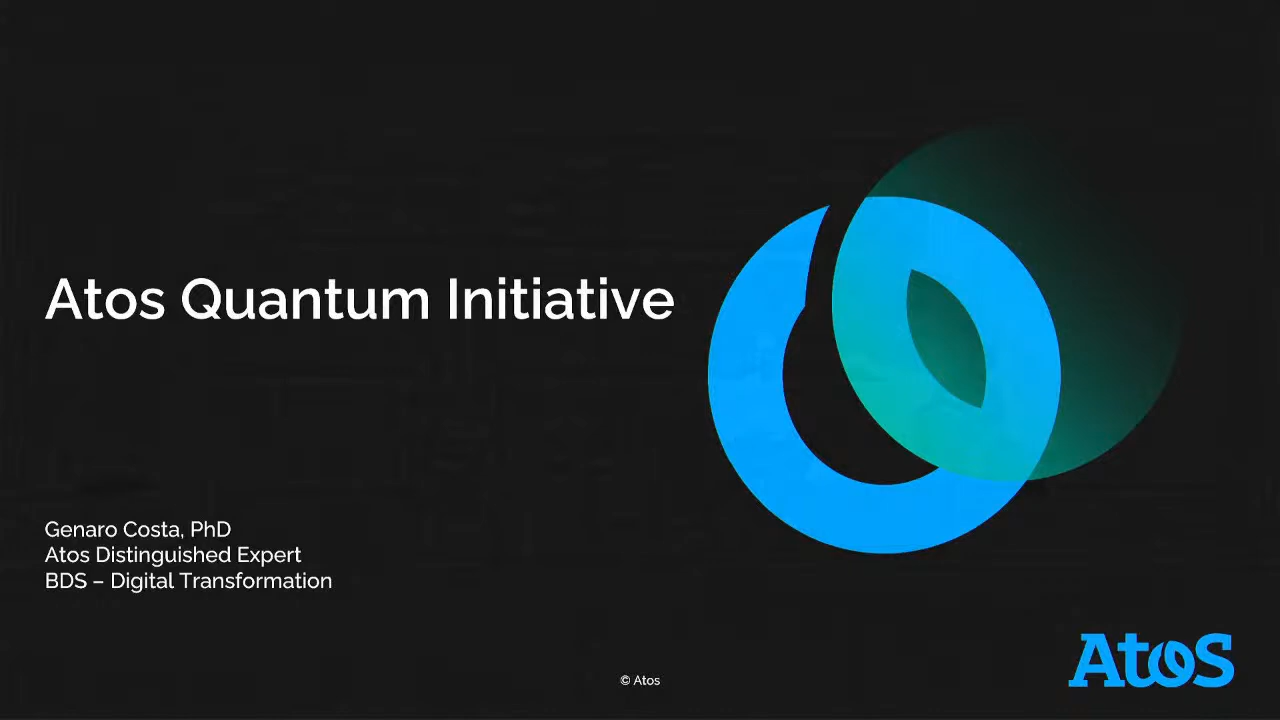 Atos Quantum Initiative
Genaro Costa, PhD
Atos Distinguished Expert
BDS – Digital Transformation
© Atos
Atos